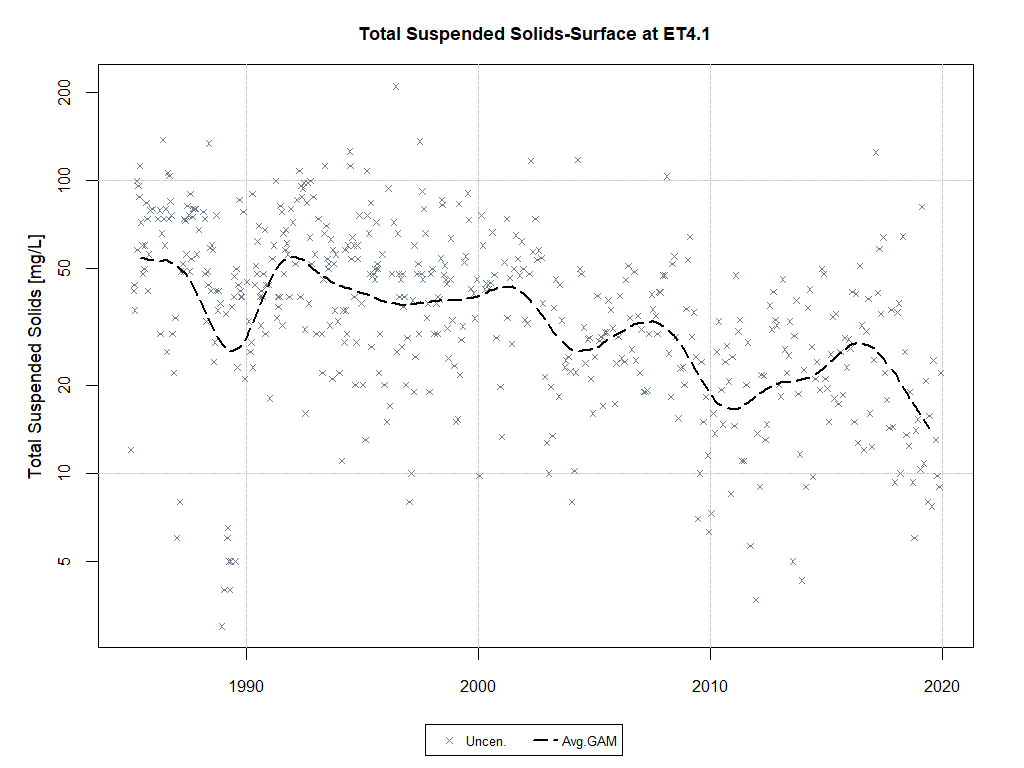 Total Suspended Solids-Surface at ET4.1
Total Suspended Solids [mg/L]
200
100
50
20
10
5
1990 2000 2010 2020
Uncen. Avg.GAM